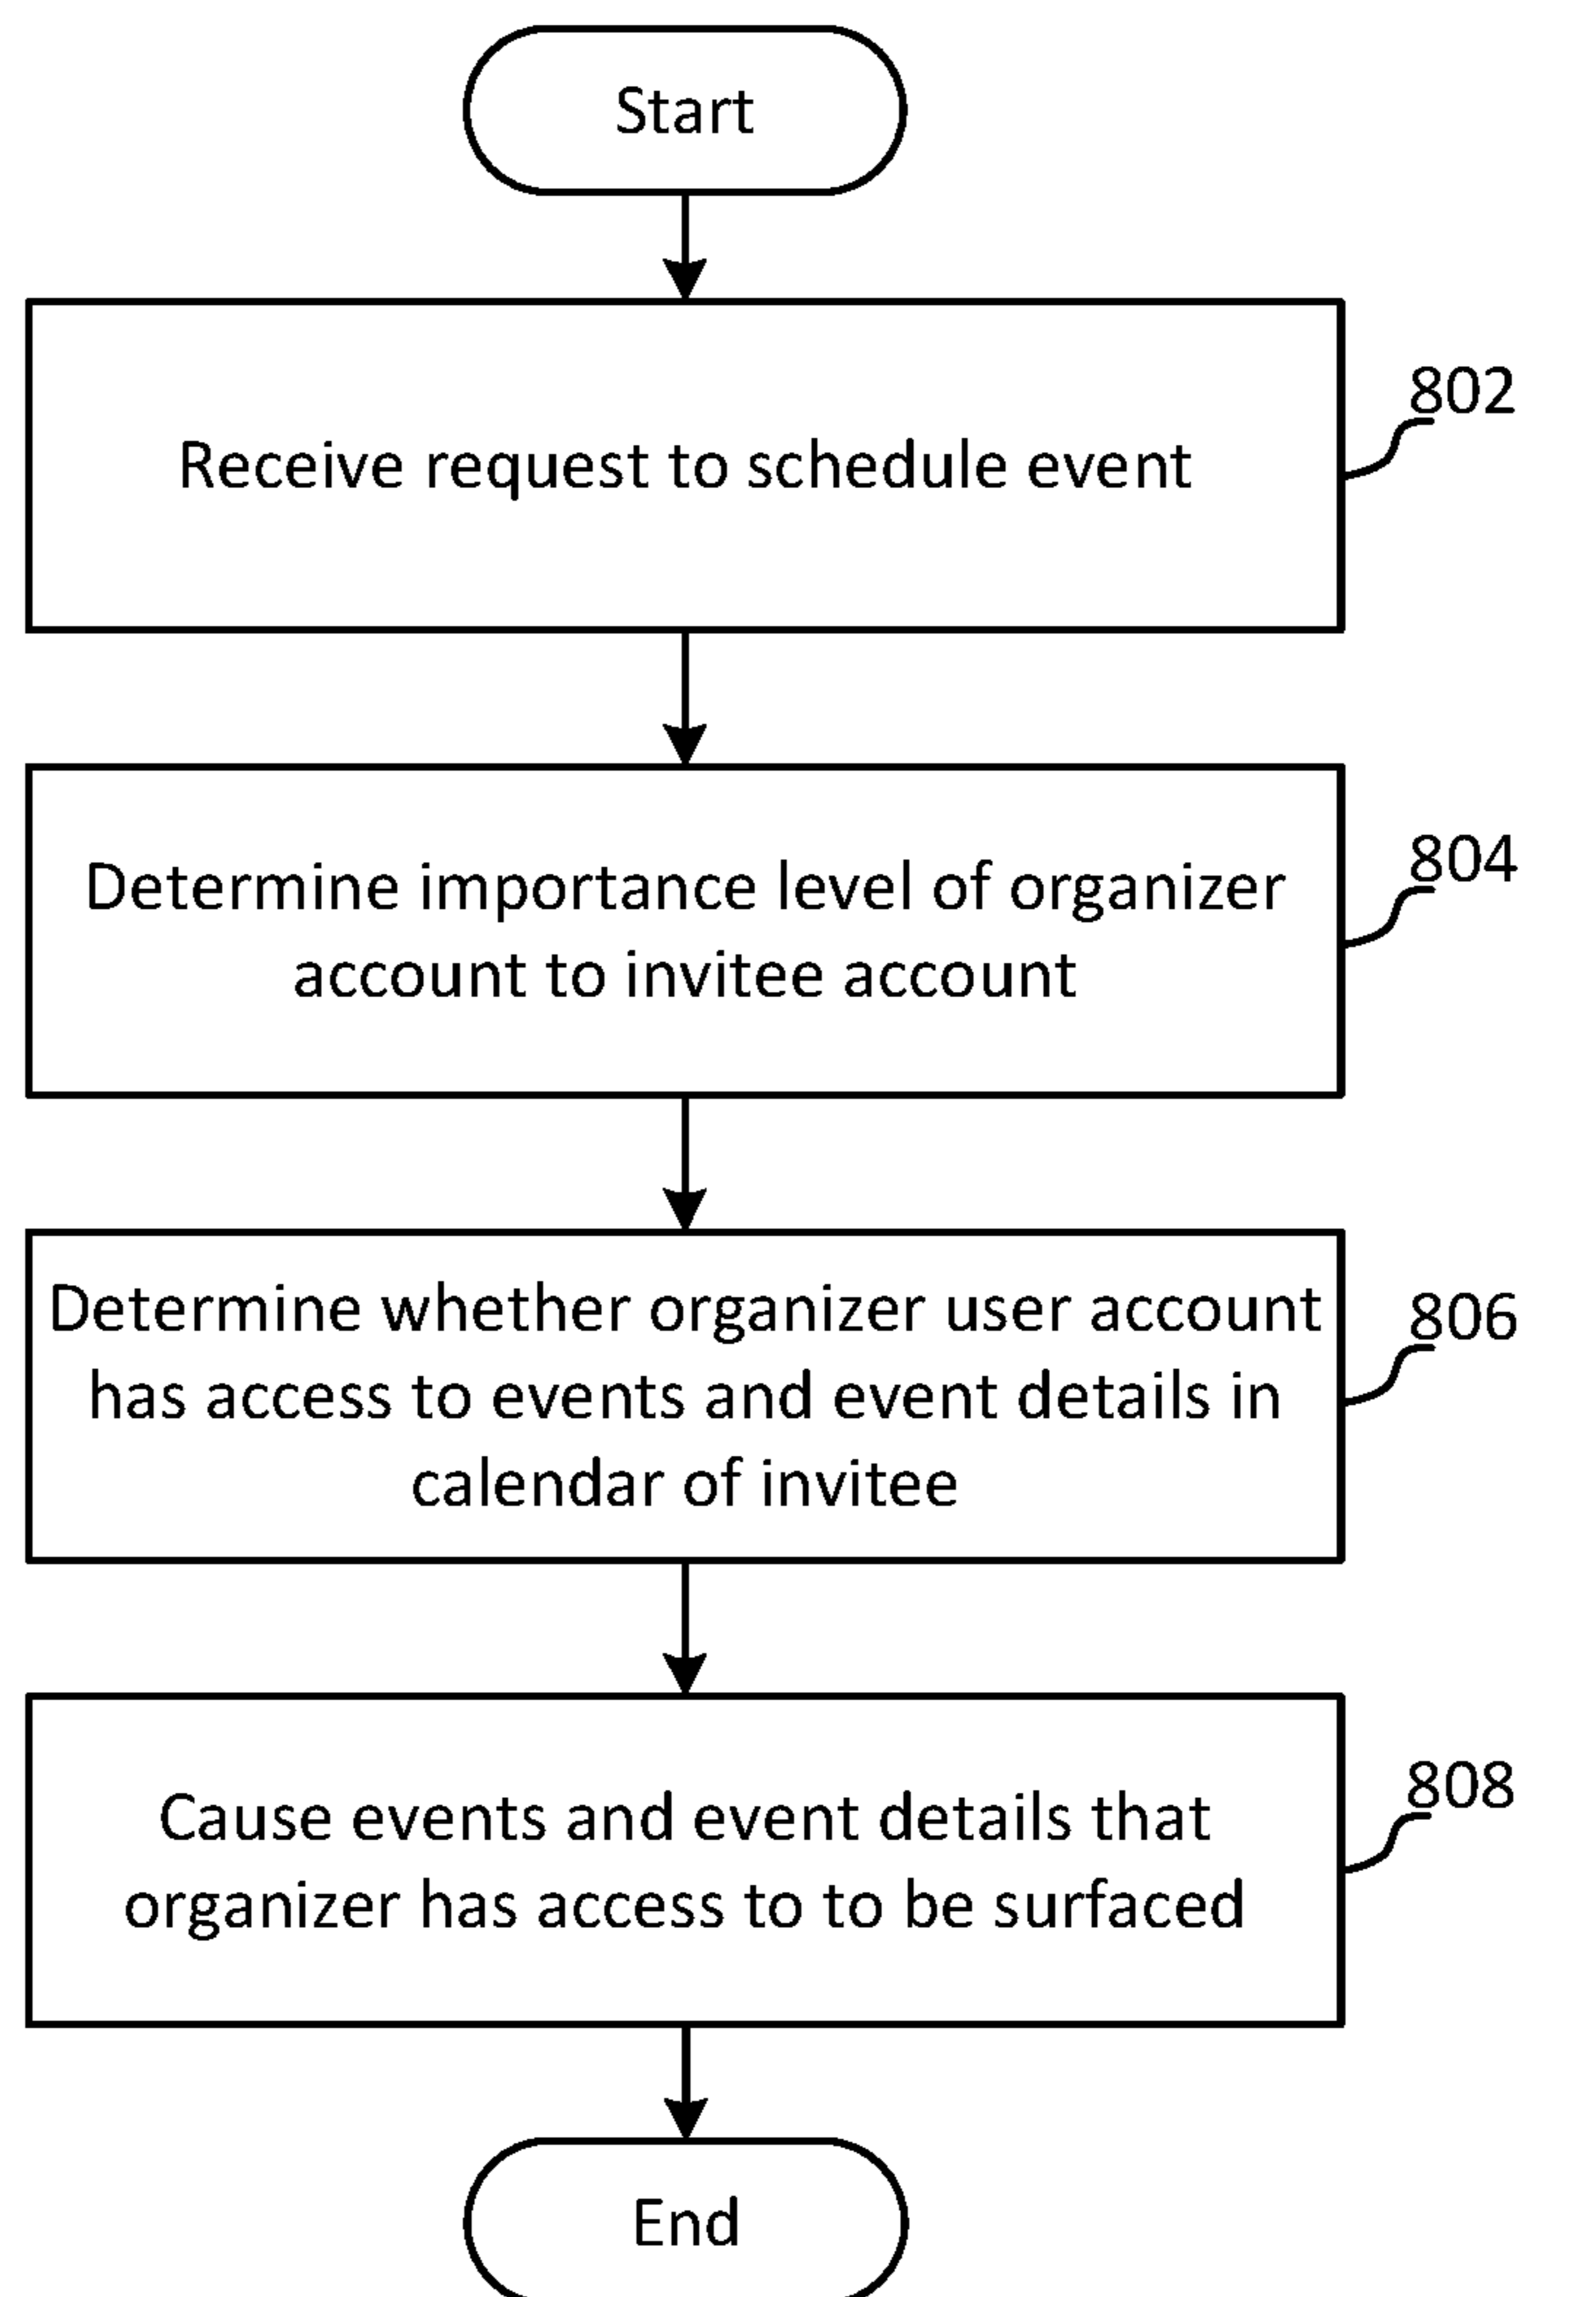 Start
802
Receive request to schedule event
804
Determine importance level of organizer
account to invitee account
806
Determine whether organizer user account
has access to events and event details in
calendar of invitee
808
Cause events and event details that
organizer has access to to be surfaced
End